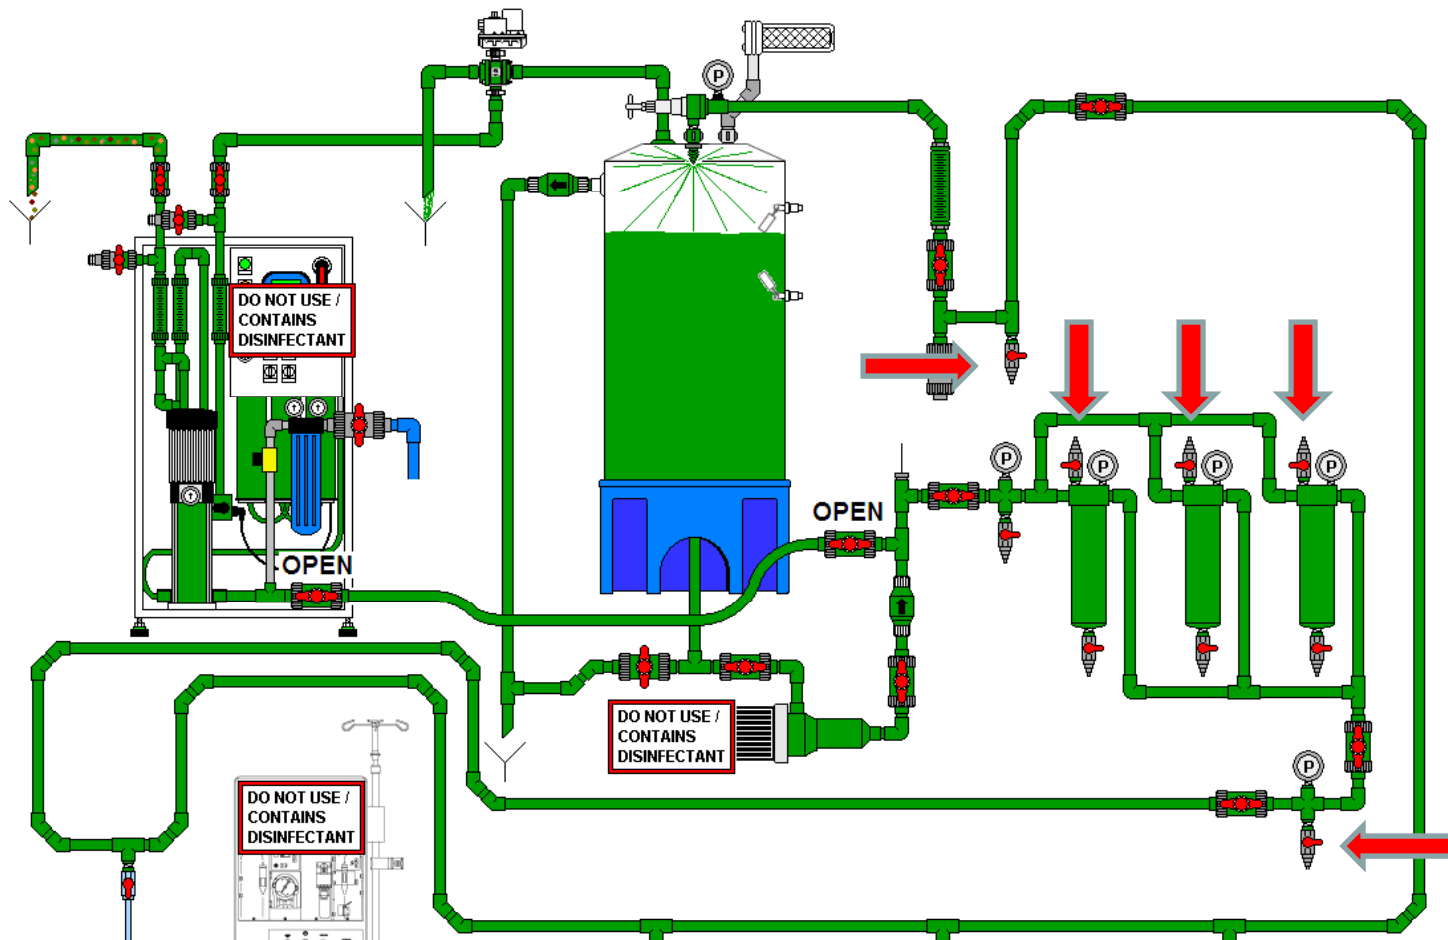 P
DO NOT USE /
CONTAINS
DISINFECTANT
P
P
P
P
OPEN
OPEN
DO NOT USE /
CONTAINS
DISINFECTANT
P
DO NOT USE /
CONTAINS
DISINFECTANT